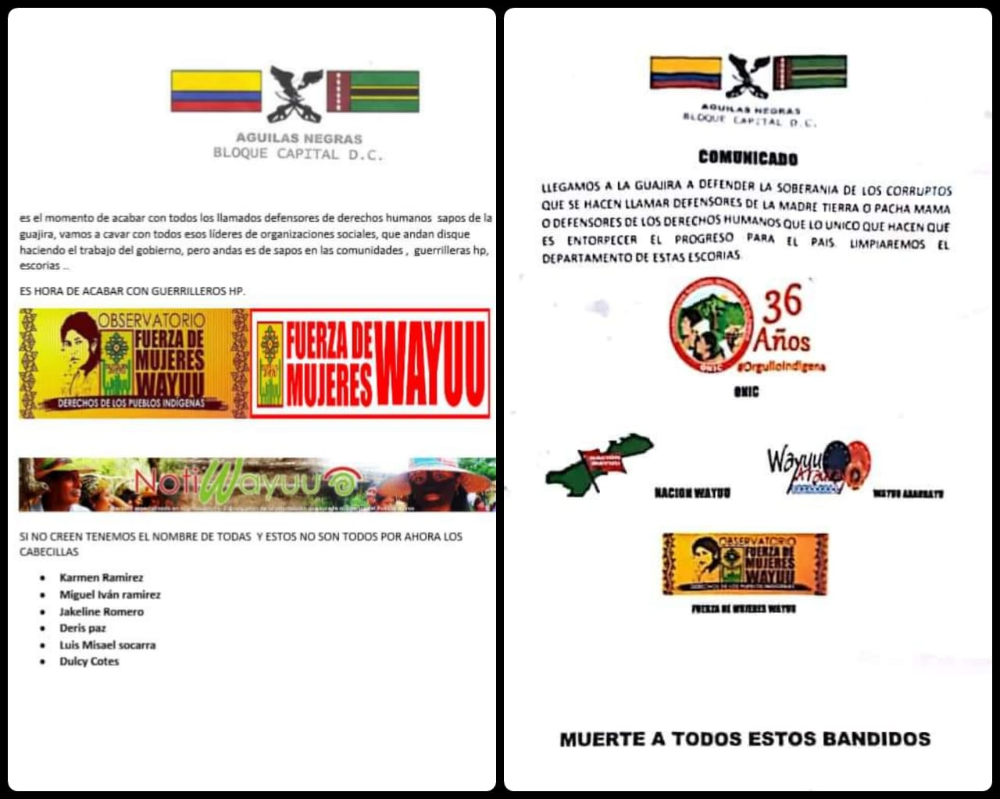 AGUILAS NEGRAS
BLOQUE CAPITAL D.C.
es el momento de acabar con todos los llamados defensores de derechos humanos sapos de la
guajira, vamos a cavar con todos esos líderes de organizaciones sociales, que andan disque
haciendo el trabajo del gobierno, pero andas es de sapos en las comunidades , guerrilleras hp,
escorias ..
ES HORA DE ACABAR CON GUERRILLEROS HP.
OBSERVATORIO
FUERZA DE
MUJERES
WAYUU
DERECHOS DE LOS PUEBLOS INDÍGENAS
FUERZA DE
MUJERES
WAYUU
NotiWayuu
SI NO CREEN TENEMOS EL NOMBRE DE TODAS Y ESTOS NO SON TODOS POR AHORA LOS
CABECILLAS
• Karmen Ramirez
• Miguel Iván ramirez
• Jakeline Romero
• Deris paz
• Luis Misael socarra
• Dulcy Cotes
AGUILAS NEGRAS
BLOQUE CAPITAL D.C.
COMUNICADO
LLEGAMOS A LA GUAJIRA A DEFENDER LA SOBERANIA DE LOS CORRUPTOS
QUE SE HACEN LLAMAR DEFENSORES DE LA MADRE TIERRA O PACHA MAMA
O DEFENSORES DE LOS DERECHOS HUMANOS QUE LO UNICO QUE HACEN QUE
ES ENTORPECER EL PROGRESO PARA EL PAIS. LIMPIAREMOS EL
DEPARTAMENTO DE ESTAS ESCORIAS.
ONIC
36
Años
#OrgulloIndigena
ONIC
NACION
WAYUU
NACION WAYUU
Wayuu
Araurayu
WAYUU ARAURAYU
OBSERVATORIO
FUERZA DE
MUJERES
WAYUU
DERECHOS DE LOS PUEBLOS INDÍGENAS
FUERZA DE MUJERES WAYUU
MUERTE A TODOS ESTOS BANDIDOS